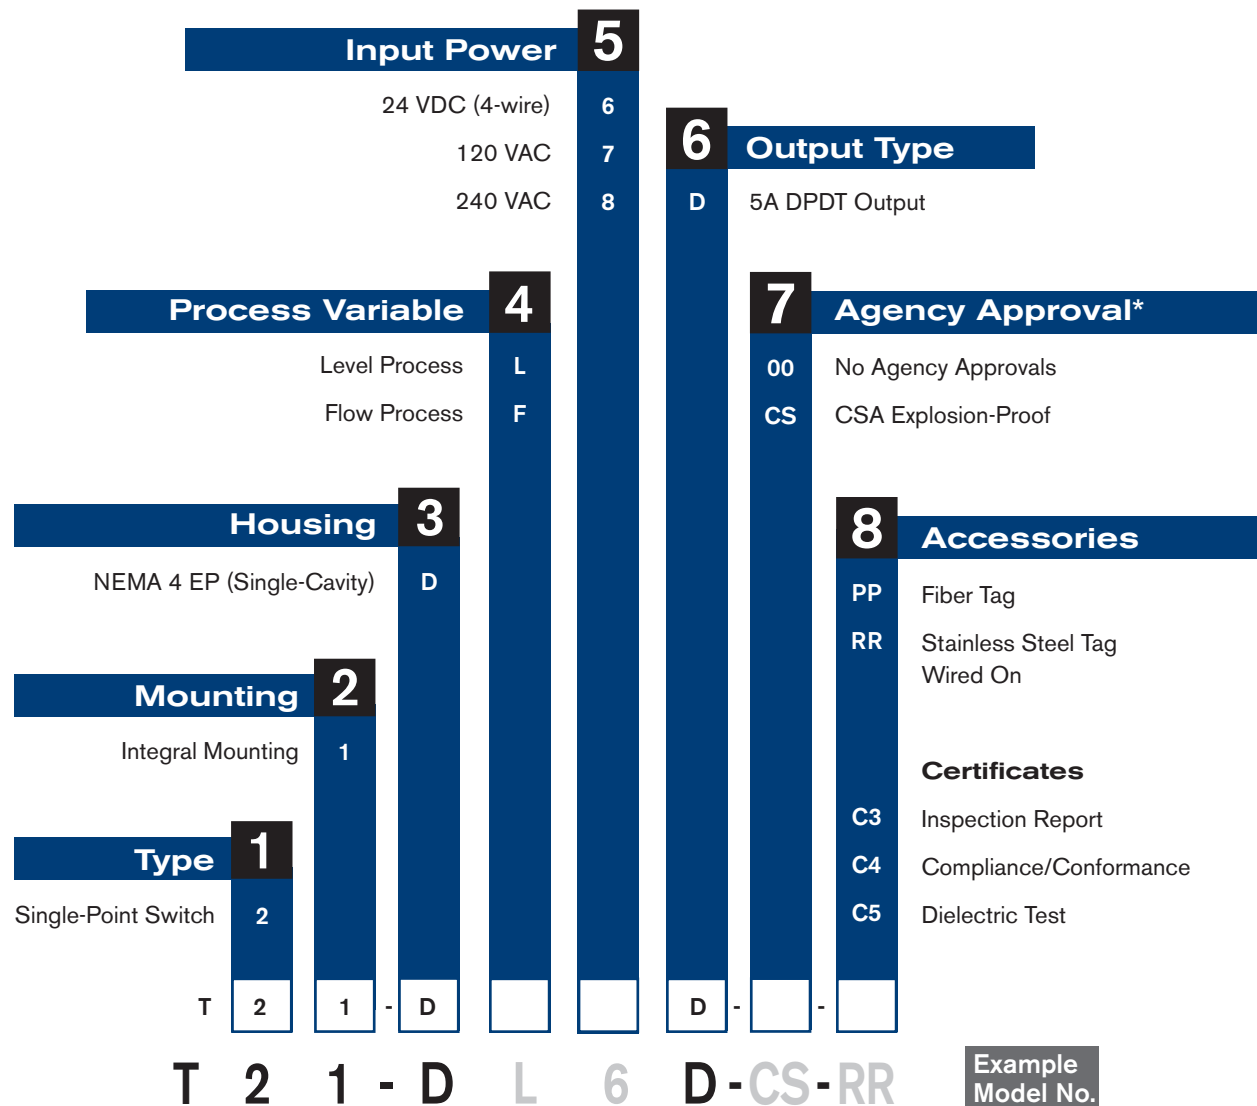 Input Power 5
24 VDC (4-wire) 6
120 VAC 7
240 VAC 8
6 Output Type
D 5A DPDT Output
Process Variable 4
Level Process L
Flow Process F
7 Agency Approval*
00 No Agency Approvals
CS CSA Explosion-Proof
Housing 3
NEMA 4 EP (Single-Cavity) D
8 Accessories
PP Fiber Tag
RR Stainless Steel Tag
Wired On
Mounting 2
Integral Mounting 1
Certificates
C3 Inspection Report
C4 Compliance/Conformance
C5 Dielectric Test
Type 1
Single-Point Switch 2
T 2 1 - D D - -
T 2 1 - D L 6 D - CS - RR
Example
Model No.